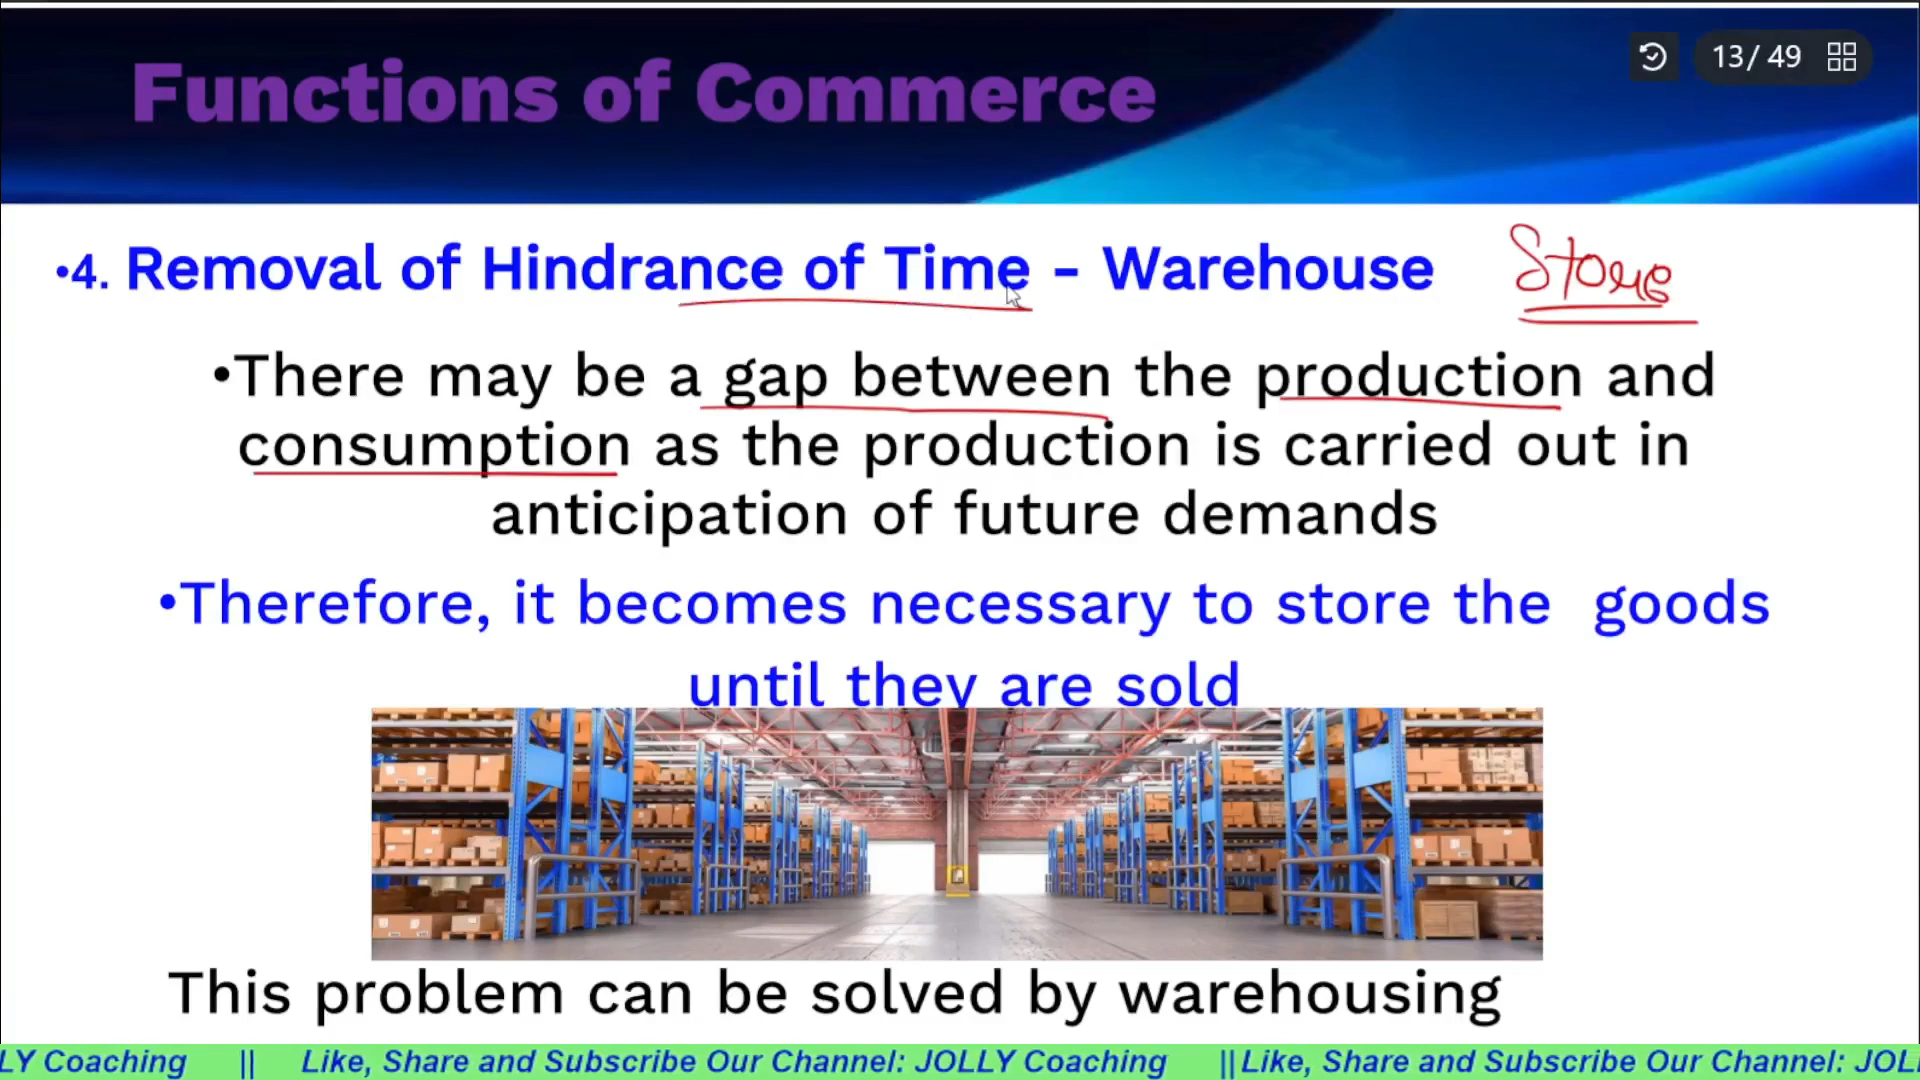 Functions of Commerce
13/ 49
•4. Removal of Hindrance of Time - Warehouse
Store
•There may be a gap between the production and
consumption as the production is carried out in
anticipation of future demands
•Therefore, it becomes necessary to store the goods
until they are sold
This problem can be solved by warehousing
LY Coaching || Like, Share and Subscribe Our Channel: JOLLY Coaching || Like, Share and Subscribe Our Channel: JOL